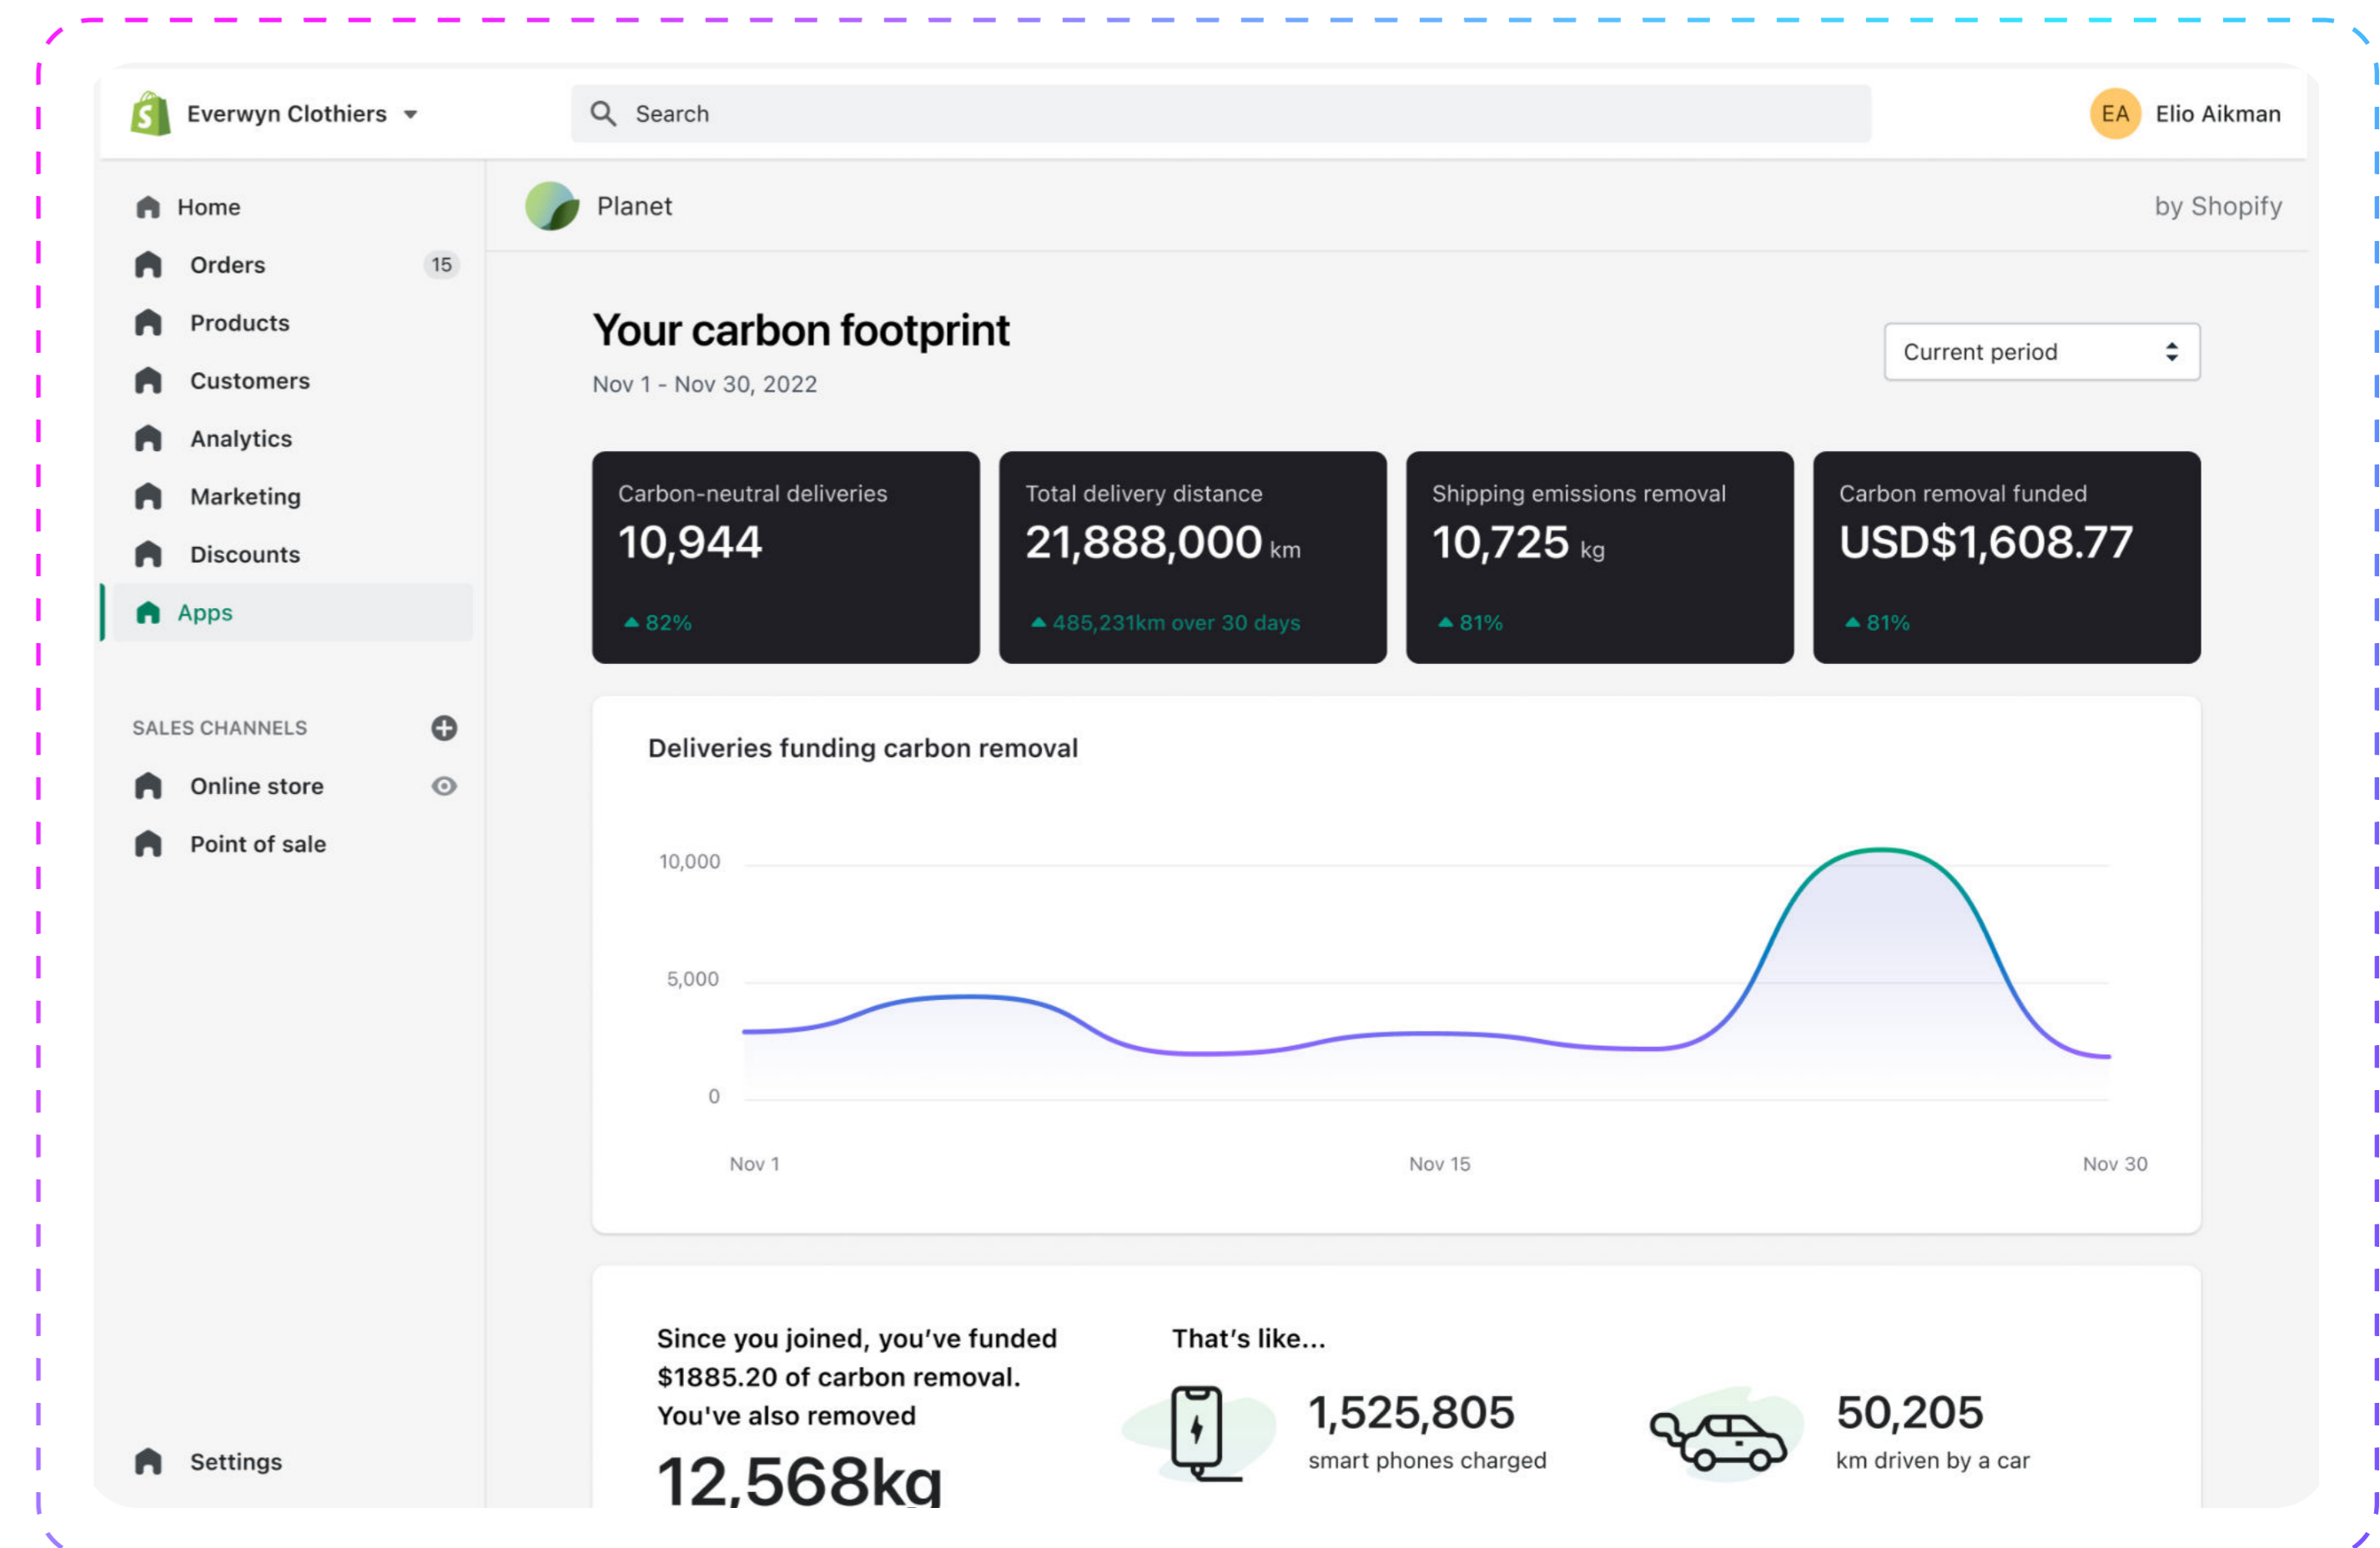 Everwyn Clothiers
Search
EA Elio Aikman
Home
Orders 15
Products
Customers
Analytics
Marketing
Discounts
Apps
SALES CHANNELS
Online store
Point of sale
Settings
Planet
by Shopify
Your carbon footprint
Nov 1 - Nov 30, 2022
Current period
Carbon-neutral deliveries
10,944
82%
Total delivery distance
21,888,000 km
485,231km over 30 days
Shipping emissions removal
10,725 kg
81%
Carbon removal funded
USD$1,608.77
81%
Deliveries funding carbon removal
10,000
5,000
0
Nov 1 Nov 15 Nov 30
Since you joined, you’ve funded
$1885.20 of carbon removal.
You've also removed
12,568kg
That’s like...
1,525,805
smart phones charged
50,205
km driven by a car